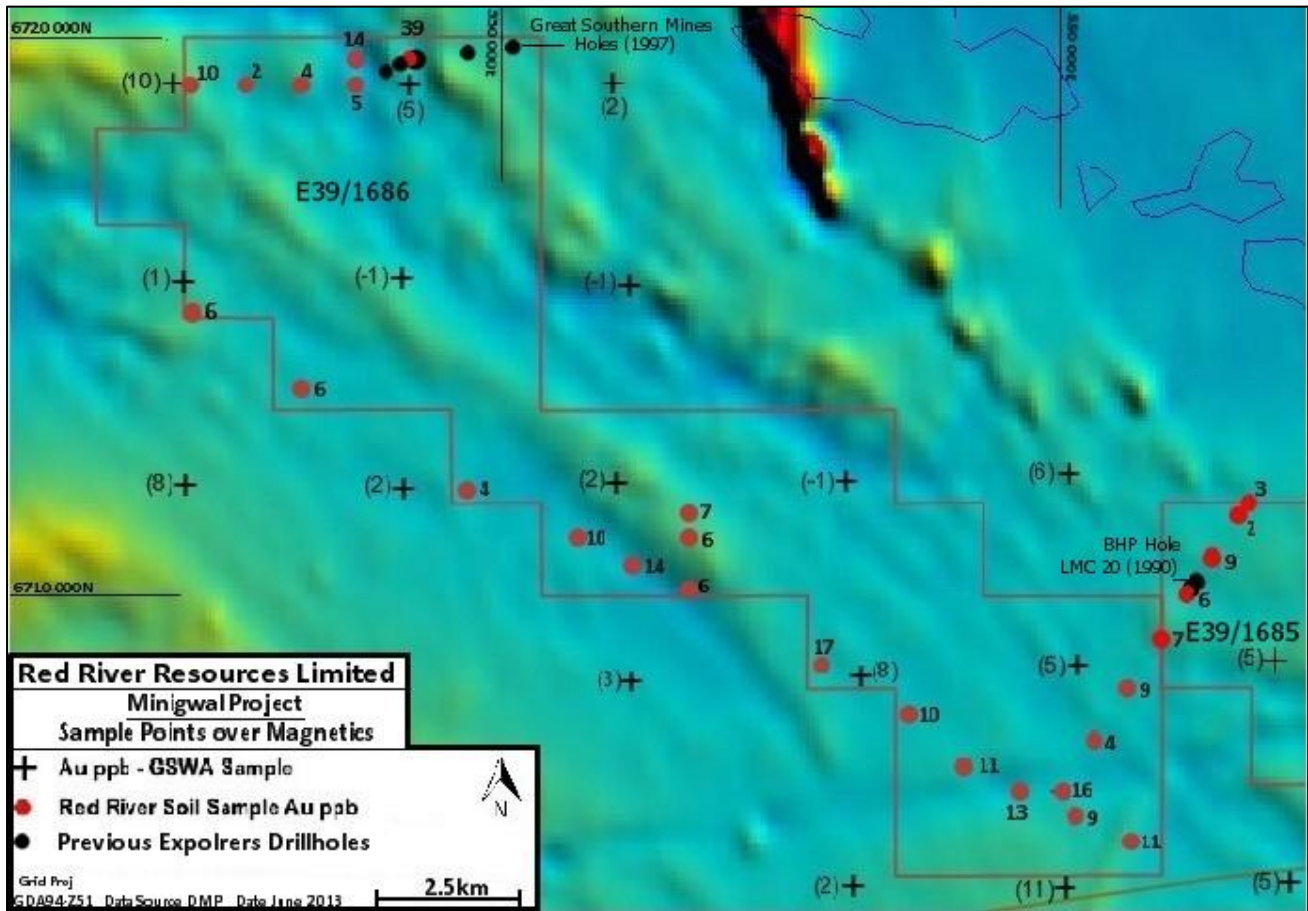 6720 000N
Great Southern Mines
Holes (1997)
530 000E
550 000E
39
14
(10)
10
2
4
5
(5)
(2)
E39/1686
(1)
(-1)
(-1)
6
6
(8)
(2)
4
(2)
(-1)
(6)
3
2
7
10
6
14
6
BHP Hole
LMC 20 (1990)
9
6
6710 000N
7
E39/1685
(5)
17
(8)
(5)
(3)
9
10
4
11
13
16
9
11
(2)
(11)
(5)
Red River Resources Limited
Minigwal Project
Sample Points over Magnetics
Au ppb - GSWA Sample
Red River Soil Sample Au ppb
Previous Expolrers Drillholes
N
Grid Proj
GDA94-Z51 Data Source DMP Date June 2013
2.5km